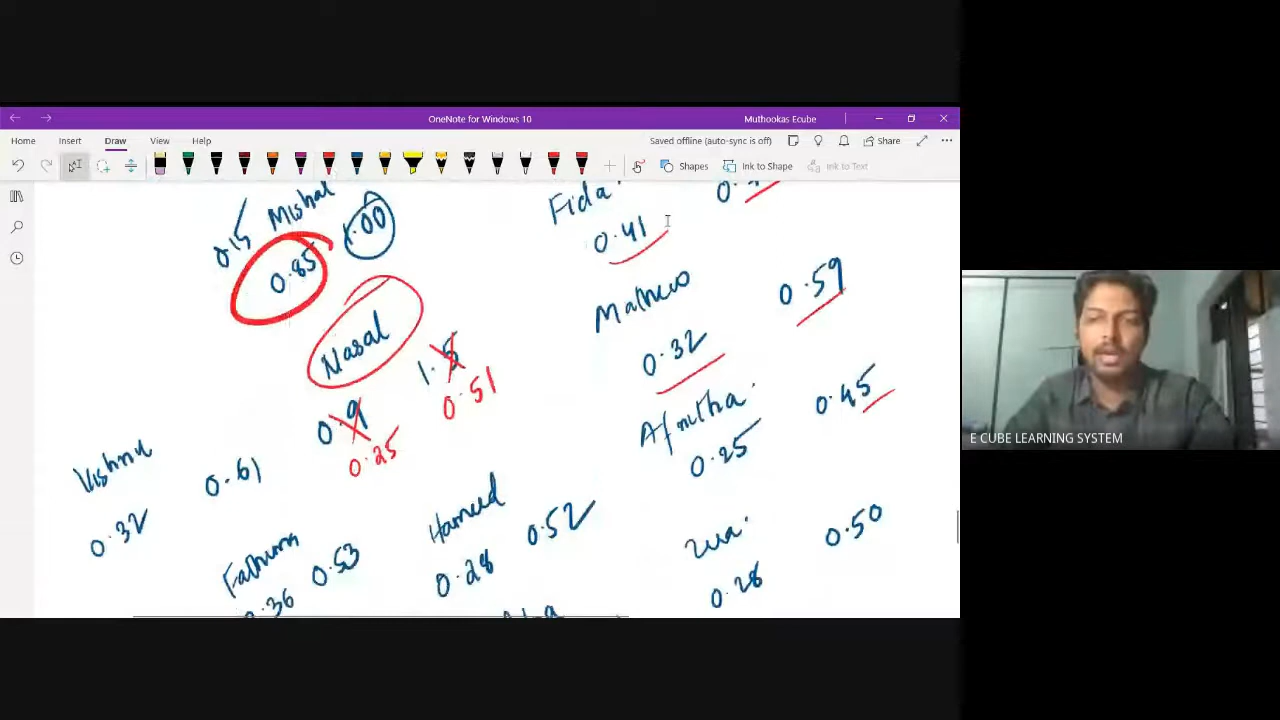 OneNote for Windows 10
Muthookas Ecube
Home Insert Draw View Help
Saved offline (auto-sync is off)
Share
Shapes
Ink to Shape
Ink to Text
0.15 Mishal
0.85 1.00
Nasal
0.9 1.5
0.25 0.51
Vishnu 0.61
0.32
Fathima 0.53
0.36
Hameed 0.52
0.28
Fida
0.41
Mathew 0.59
0.32
0.45
0.25
0.50
0.28
E CUBE LEARNING SYSTEM